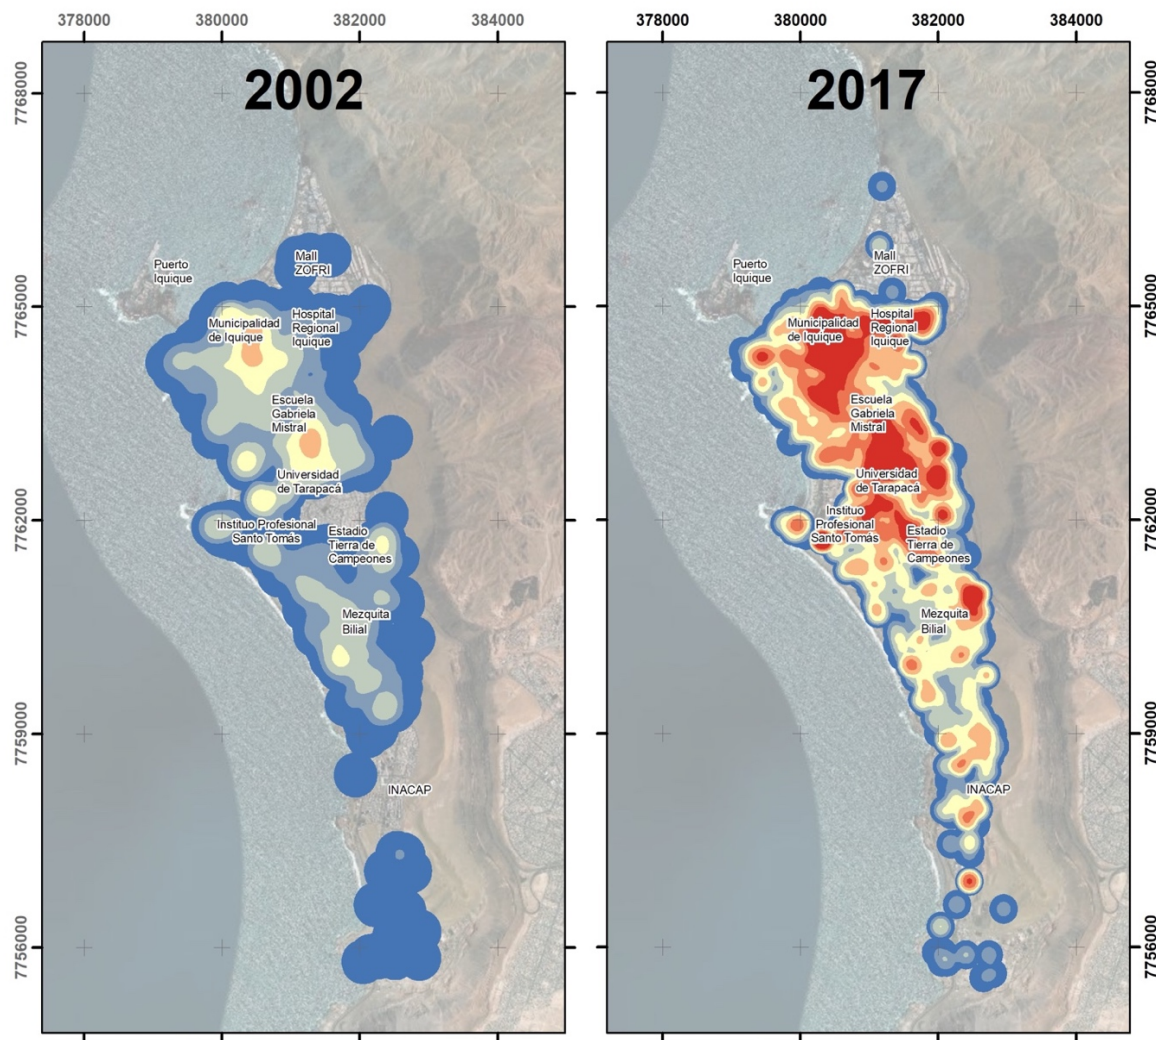 378000 380000 382000 384000
378000 380000 382000 384000
2002
7768000
7765000
7762000
7759000
7756000
Mall
ZOFRI
Puerto
Iquique
Municipalidad
de Iquique
Hospital
Regional
Iquique
Escuela
Gabriela
Mistral
Universidad
de Tarapacá
Instituo Profesional
Santo Tomás
Estadio
Tierra de
Campeones
Mezquita
Bilial
INACAP
2017
7768000
7765000
7762000
7759000
7756000
Mall
ZOFRI
Puerto
Iquique
Municipalidad
de Iquique
Hospital
Regional
Iquique
Escuela
Gabriela
Mistral
Universidad
de Tarapacá
Instituo
Profesional
Santo Tomás
Estadio
Tierra de
Campeones
Mezquita
Bilial
INACAP